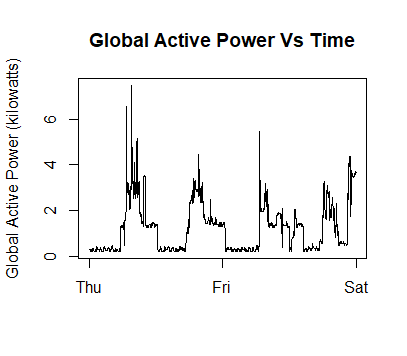 Global Active Power Vs Time
Global Active Power (kilowatts)
6
4
2
0
Thu Fri Sat